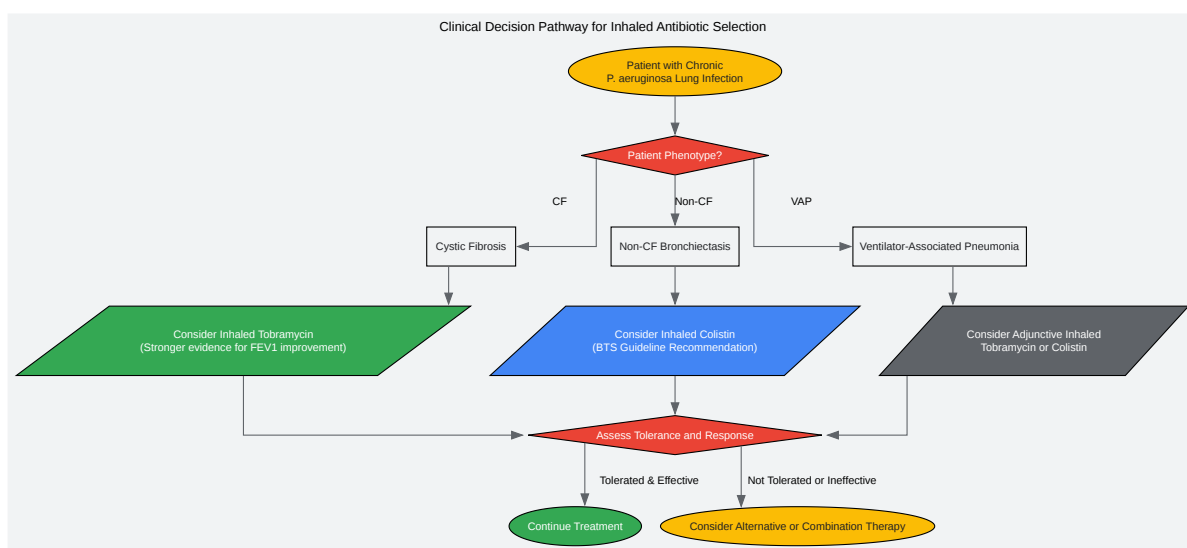 Clinical Decision Pathway for Inhaled Antibiotic Selection
Patient with Chronic
P. aeruginosa Lung Infection
Patient Phenotype?
CF
Non-CF
VAP
Cystic Fibrosis
Non-CF Bronchiectasis
Ventilator-Associated Pneumonia
Consider Inhaled Tobramycin
(Stronger evidence for FEV1 improvement)
Consider Inhaled Colistin
(BTS Guideline Recommendation)
Consider Adjunctive Inhaled
Tobramycin or Colistin
Assess Tolerance and Response
Tolerated & Effective
Not Tolerated or Ineffective
Continue Treatment
Consider Alternative or Combination Therapy